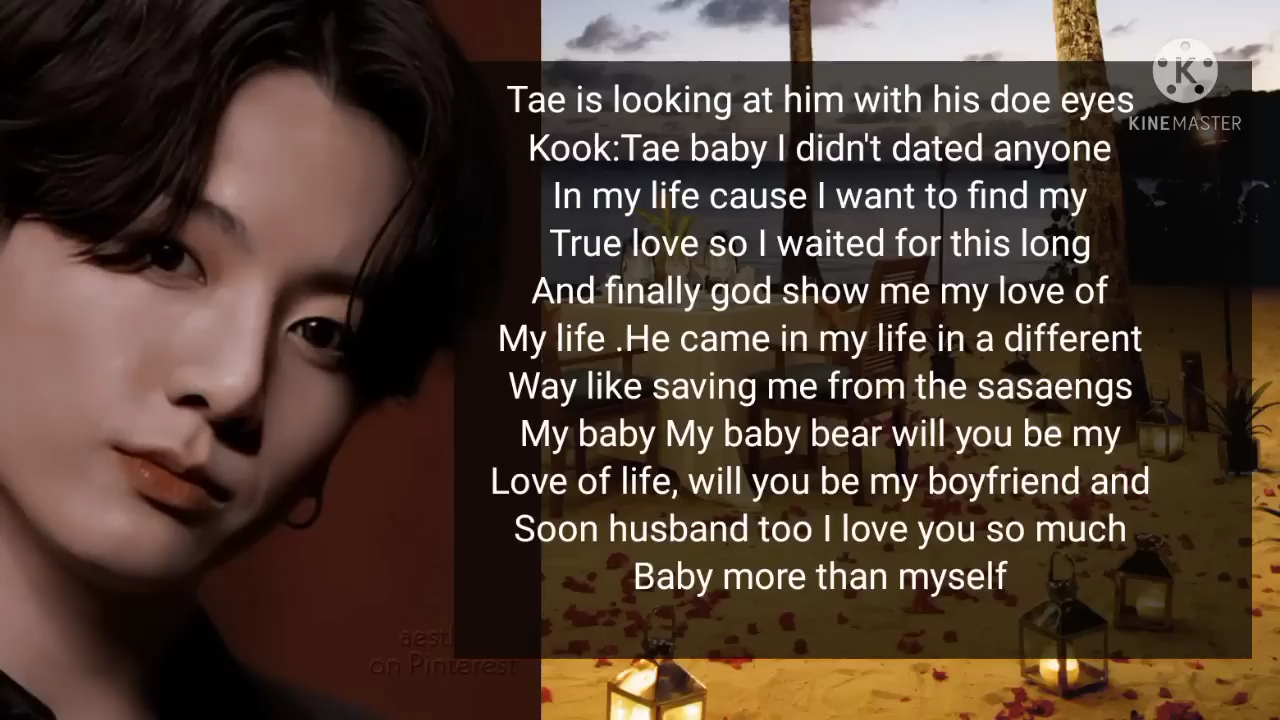 Tae is looking at him with his doe eyes
Kook:Tae baby I didn't dated anyone
In my life cause I want to find my
True love so I waited for this long
And finally god show me my love of
My life .He came in my life in a different
Way like saving me from the sasaengs
My baby My baby bear will you be my
Love of life, will you be my boyfriend and
Soon husband too I love you so much
Baby more than myself
K
KINEMASTER
on Pinterest